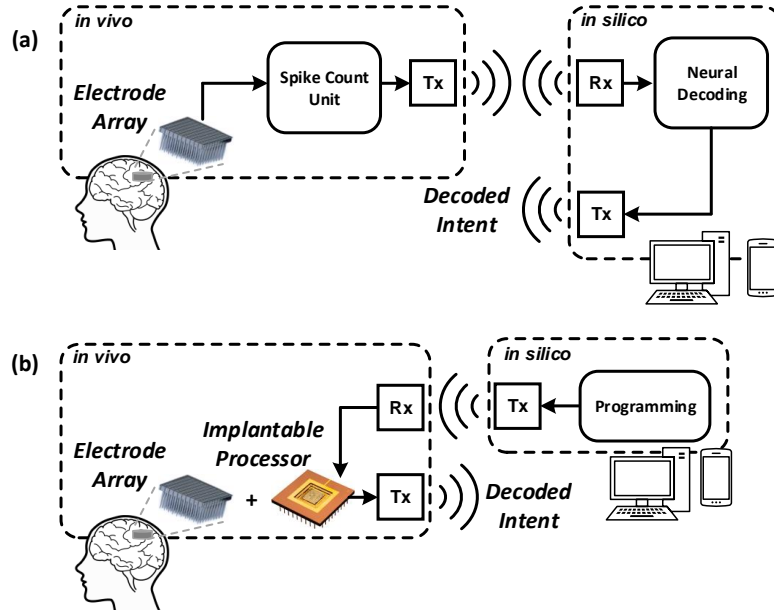 (a)
in vivo
Electrode
Array
Spike Count
Unit
Tx
in silico
Rx
Neural
Decoding
Decoded
Intent
Tx
(b)
in vivo
Electrode
Array
+
Implantable
Processor
Rx
Tx
Decoded
Intent
in silico
Tx
Programming